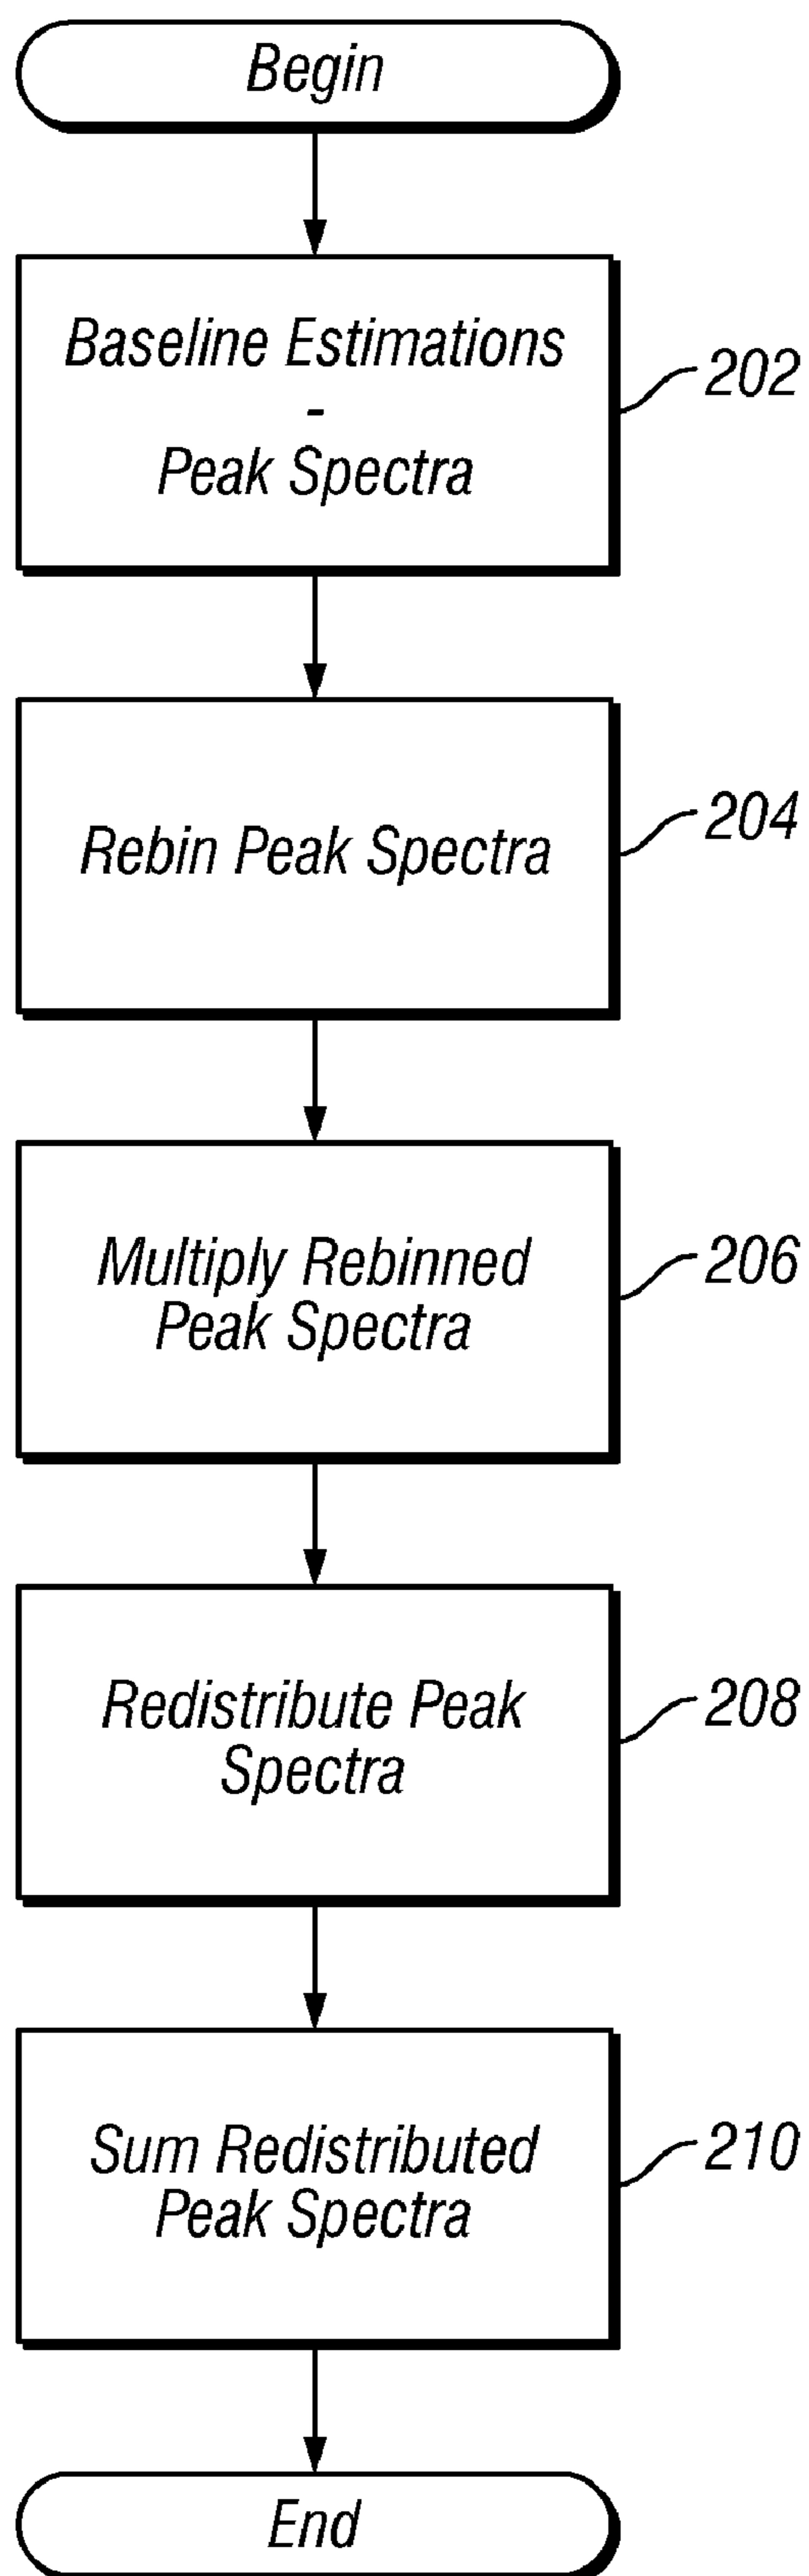 Begin
Baseline Estimations
-
Peak Spectra
202
Rebin Peak Spectra
204
Multiply Rebinned
Peak Spectra
206
Redistribute Peak
Spectra
208
Sum Redistributed
Peak Spectra
210
End